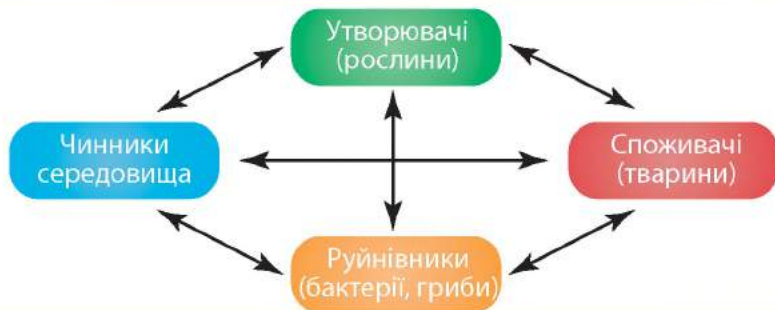 Утворювачі
(рослини)
Чинники
середовища
Споживачі
(тварини)
Руйнівники
(бактерії, гриби)